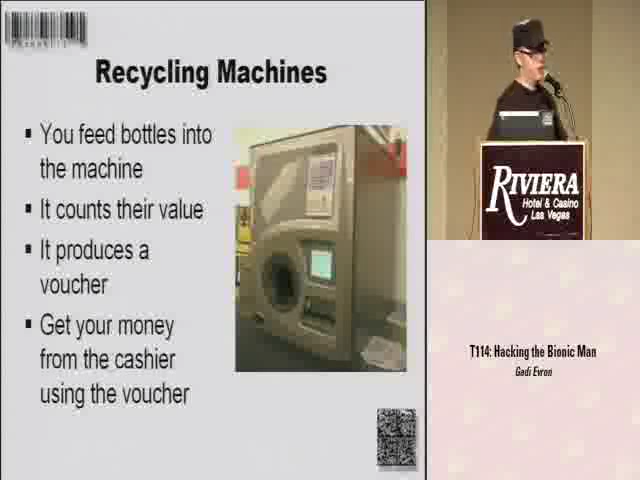 Recycling Machines
▪ You feed bottles into
the machine
▪ It counts their value
▪ It produces a
voucher
▪ Get your money
from the cashier
using the voucher
RIVIERA
Hotel & Casino
Las Vegas
T114: Hacking the Bionic Man
Gadi Evron